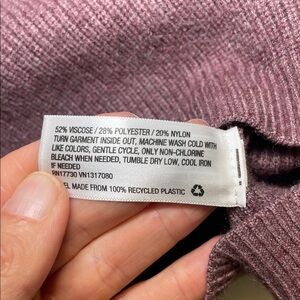 52% VISCOSE / 28% POLYESTER / 20% NYLON
TURN GARMENT INSIDE OUT, MACHINE WASH COLD WITH
LIKE COLORS, GENTLE CYCLE, ONLY NON-CHLORINE
BLEACH WHEN NEEDED, TUMBLE DRY LOW, COOL IRON
IF NEEDED
RN17730 VN1317080
MADE FROM 100% RECYCLED PLASTIC